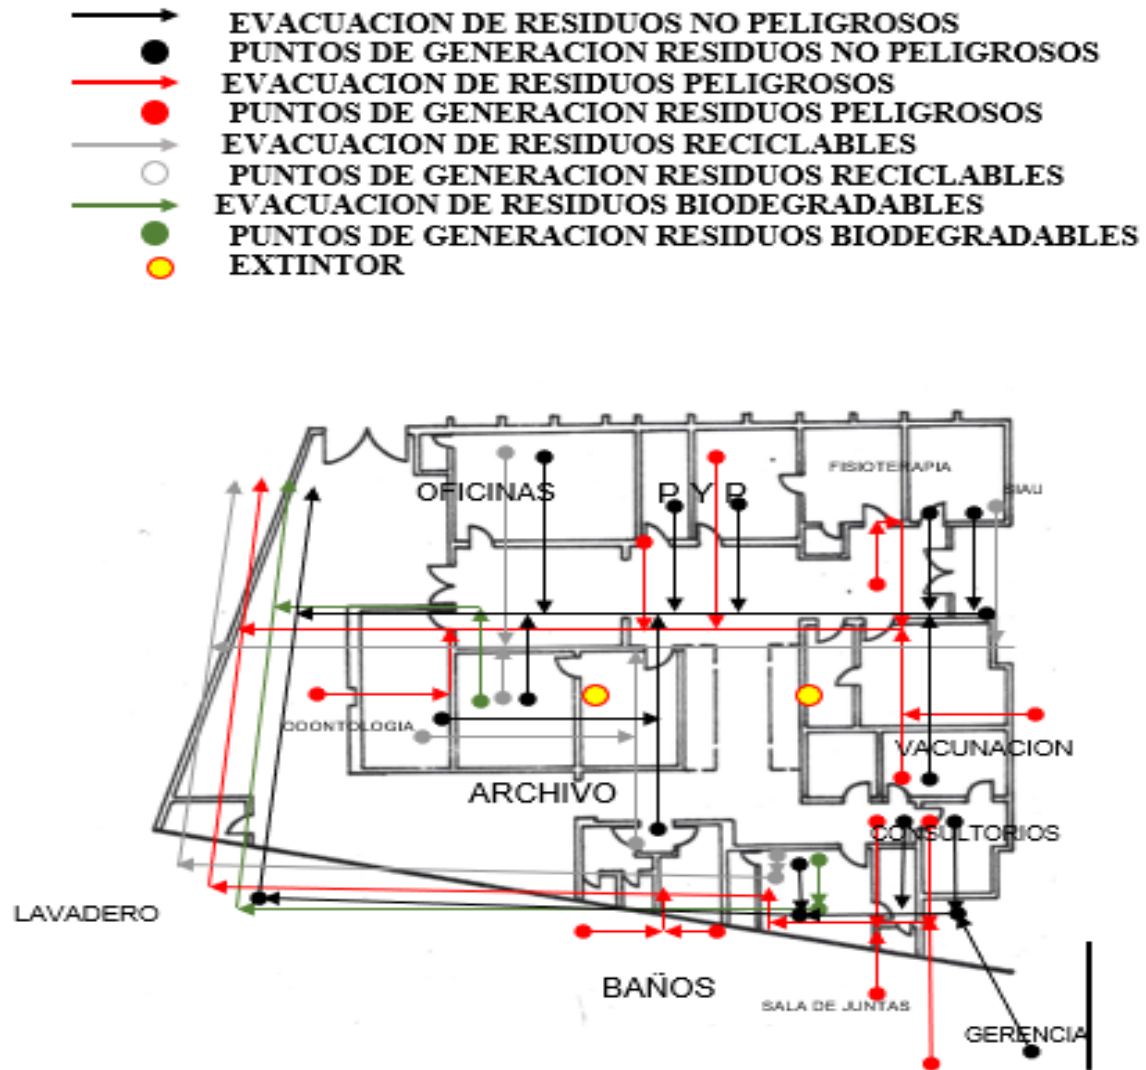 EVACUACION DE RESIDUOS NO PELIGROSOS
PUNTOS DE GENERACION RESIDUOS NO PELIGROSOS
EVACUACION DE RESIDUOS PELIGROSOS
PUNTOS DE GENERACION RESIDUOS PELIGROSOS
EVACUACION DE RESIDUOS RECICLABLES
PUNTOS DE GENERACION RESIDUOS RECICLABLES
EVACUACION DE RESIDUOS BIODEGRADABLES
PUNTOS DE GENERACION RESIDUOS BIODEGRADABLES
EXTINTOR
FISIOTERAPIA
OFICINAS
P Y P
SIAU
ODONTOLOGIA
VACUNACION
ARCHIVO
CONSULTORIOS
LAVADERO
BAÑOS
SALA DE JUNTAS
GERENCIA